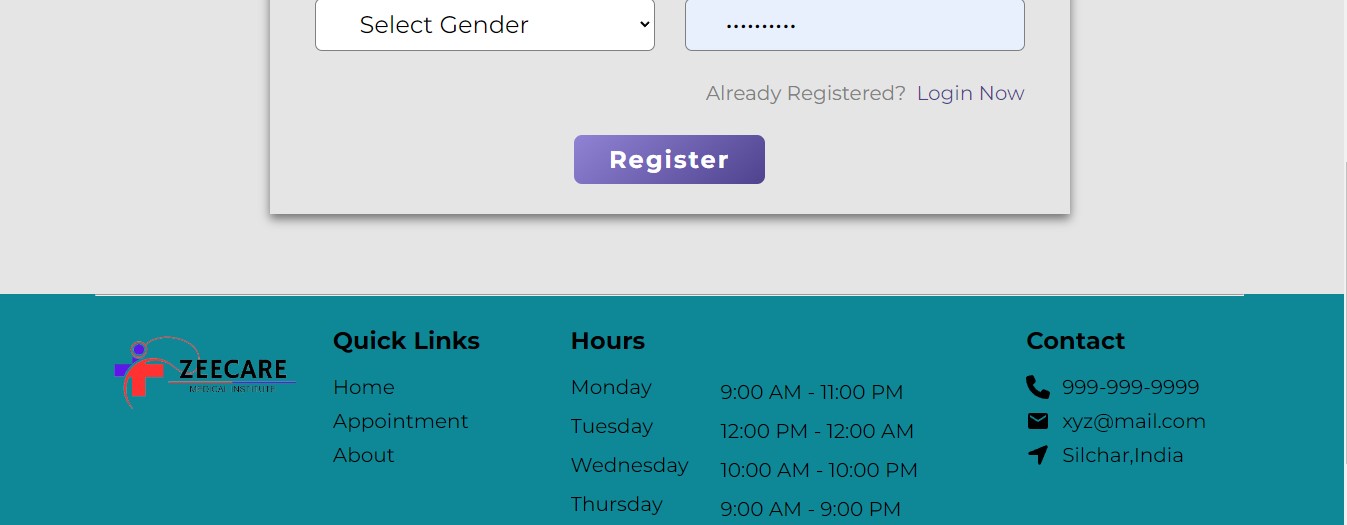 Select Gender
••••••••••
Already Registered? Login Now
Register
ZEECARE
MEDICAL INSTITUTE
Quick Links
Home
Appointment
About
Hours
Monday 9:00 AM - 11:00 PM
Tuesday 12:00 PM - 12:00 AM
Wednesday 10:00 AM - 10:00 PM
Thursday 9:00 AM - 9:00 PM
Contact
999-999-9999
xyz@mail.com
Silchar,India